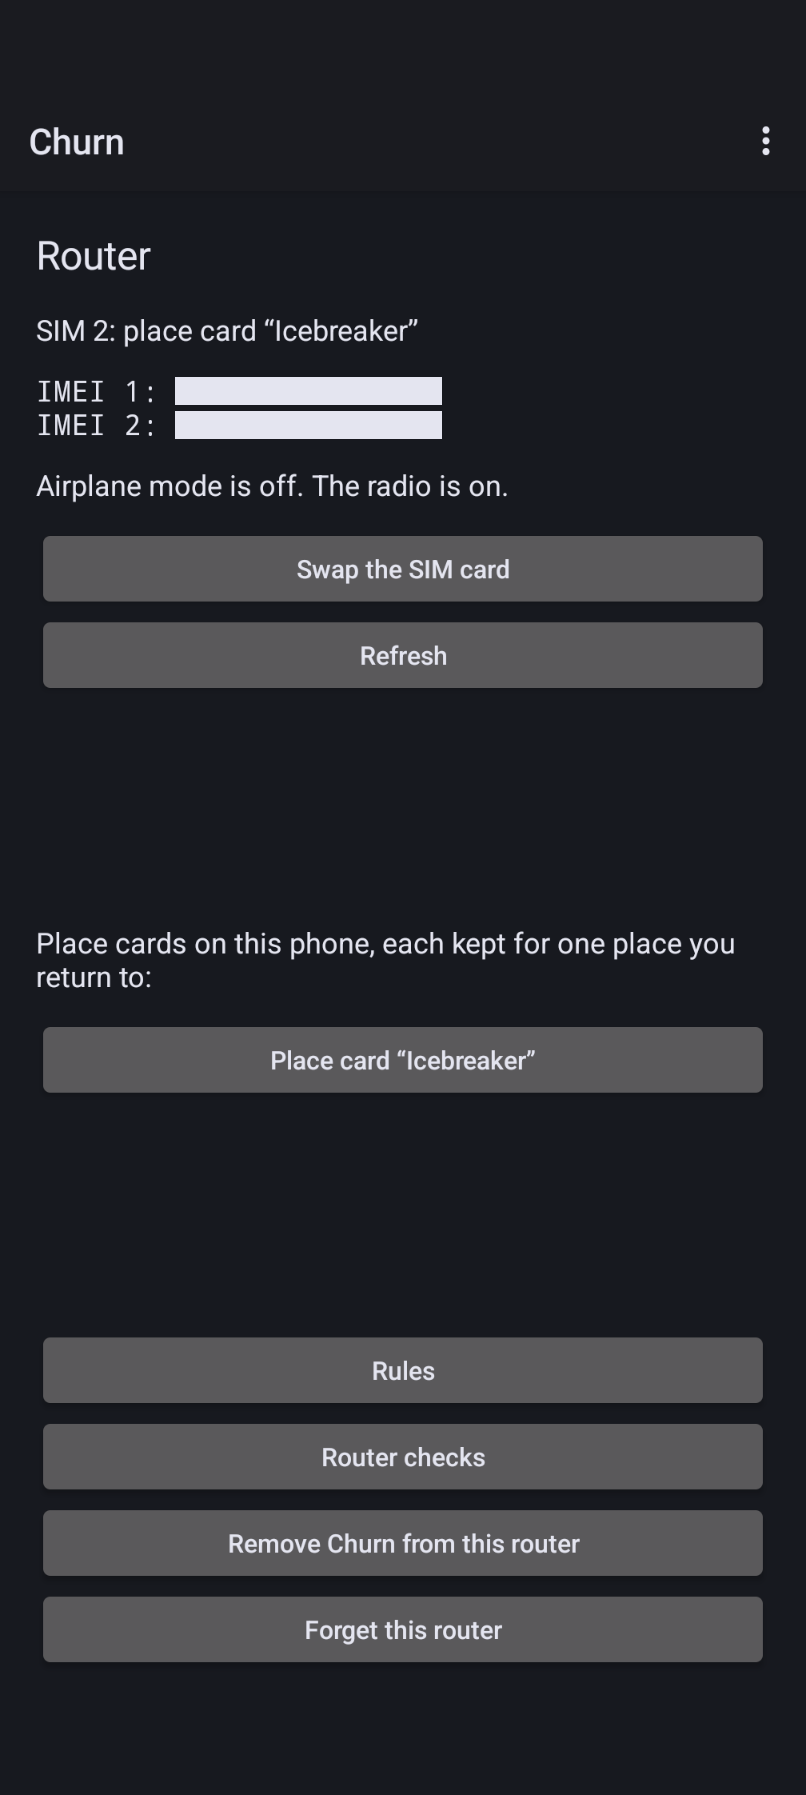 Churn
Router
SIM 2: place card “Icebreaker”
IMEI 1:
IMEI 2:
Airplane mode is off. The radio is on.
Swap the SIM card
Refresh
Place cards on this phone, each kept for one place you
return to:
Place card “Icebreaker”
Rules
Router checks
Remove Churn from this router
Forget this router